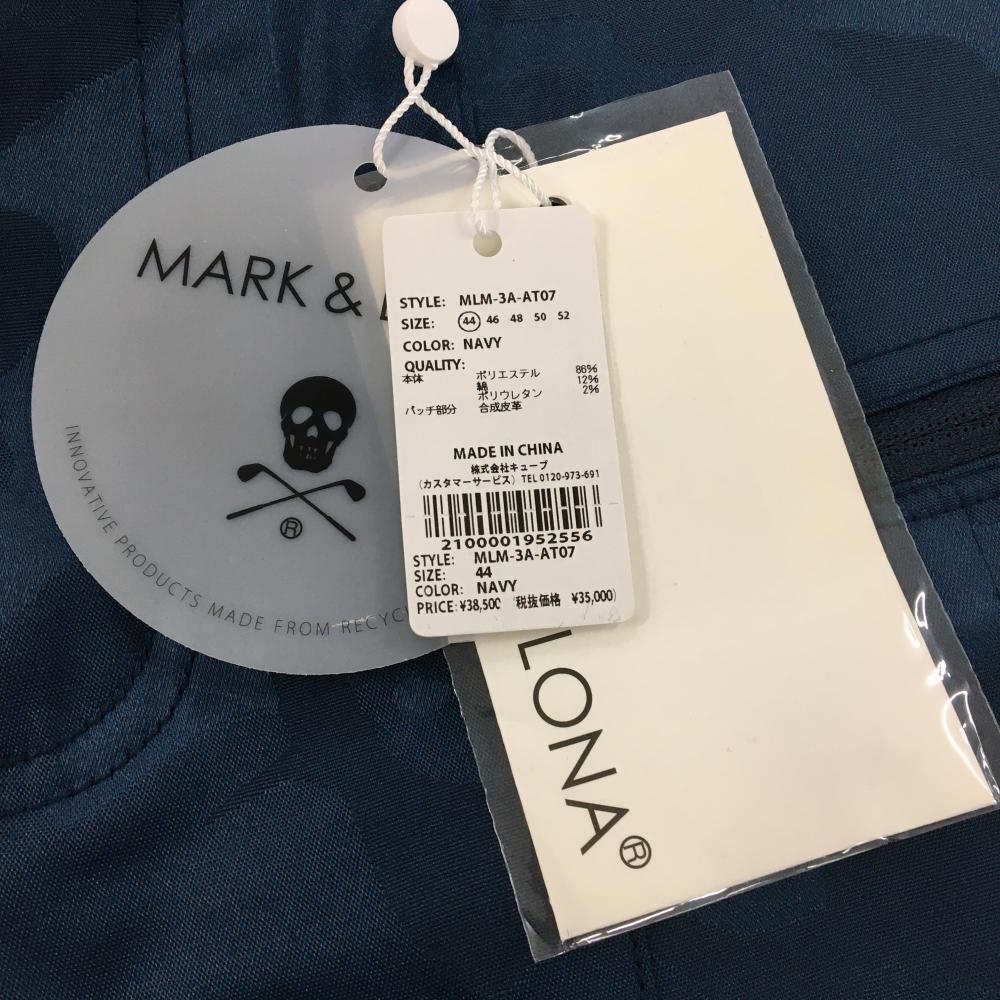 MARK &
INNOVATIVE PRODUCTS MADE FROM RECYC
®
STYLE: MLM-3A-AT07
SIZE: 44 46 48 50 52
COLOR: NAVY
QUALITY:
本体 ポリエステル 86%
綿 12%
ポリウレタン 2%
パッチ部分 合成皮革
MADE IN CHINA
株式会社キューブ
(カスタマーサービス) TEL 0120-973-691
2100001952556
STYLE: MLM-3A-AT07
SIZE: 44
COLOR: NAVY
PRICE: ¥38,500 税抜価格 ¥35,000)
LONA®